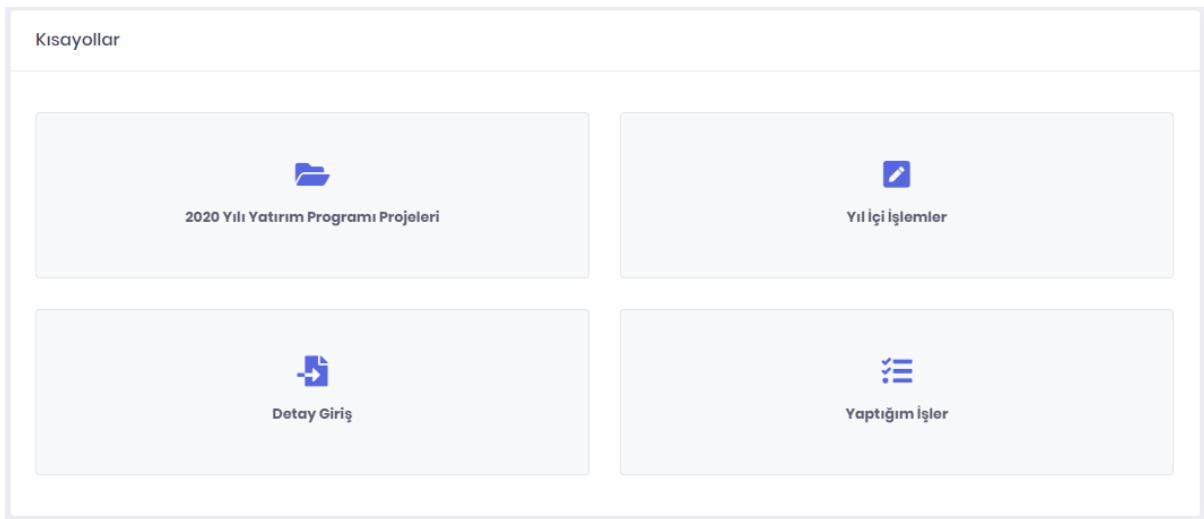 Kısayollar
2020 Yılı Yatırım Programı Projeleri
Yıl İçi İşlemler
Detay Giriş
Yaptığım İşler